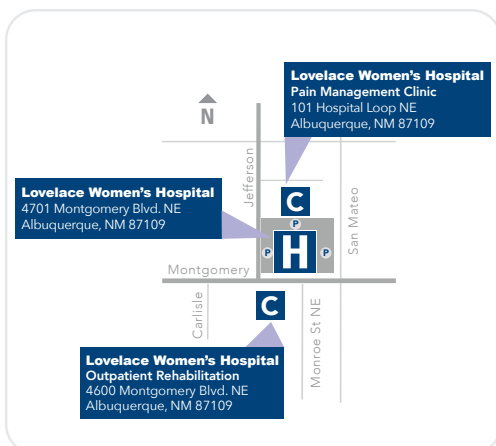 Lovelace Women's Hospital
Pain Management Clinic
101 Hospital Loop NE
Albuquerque, NM 87109
N
Jefferson
C
San Mateo
Lovelace Women's Hospital
4701 Montgomery Blvd. NE
Albuquerque, NM 87109
P
H
P
P
Montgomery
Carlisle
C
Monroe St NE
Lovelace Women's Hospital
Outpatient Rehabilitation
4600 Montgomery Blvd. NE
Albuquerque, NM 87109